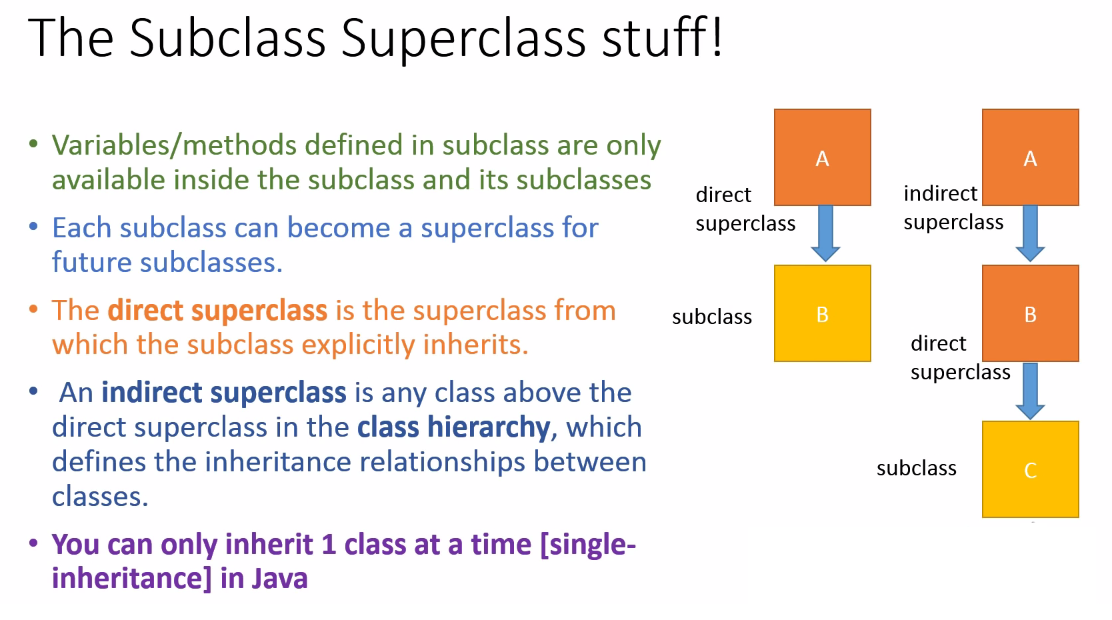 The Subclass Superclass stuff!
• Variables/methods defined in subclass are only
available inside the subclass and its subclasses
• Each subclass can become a superclass for
future subclasses.
• The direct superclass is the superclass from
which the subclass explicitly inherits.
• An indirect superclass is any class above the
direct superclass in the class hierarchy, which
defines the inheritance relationships between
classes.
• You can only inherit 1 class at a time [single-
inheritance] in Java
A
direct
superclass
B
subclass
A
indirect
superclass
B
direct
superclass
subclass
C